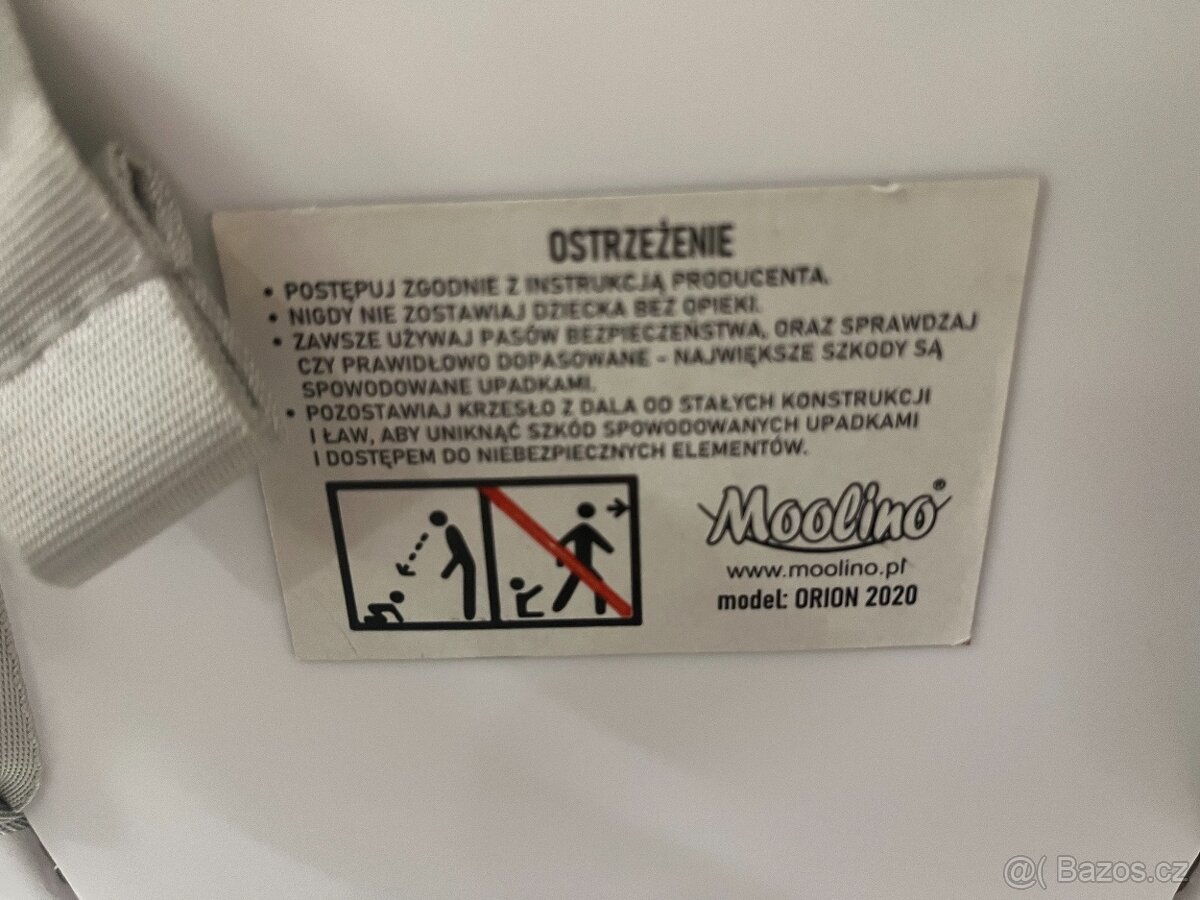 OSTRZEŻENIE
• POSTĘPUJ ZGODNIE Z INSTRUKCJĄ PRODUCENTA.
• NIGDY NIE ZOSTAWIAJ DZIECKA BEZ OPIEKI.
• ZAWSZE UŻYWAJ PASÓW BEZPIECZEŃSTWA, ORAZ SPRAWDZAJ
CZY PRAWIDŁOWO DOPASOWANE - NAJWIĘKSZE SZKODY SĄ
SPOWODOWANE UPADKAMI.
• POZOSTAWIAJ KRZESŁO Z DALA OD STAŁYCH KONSTRUKCJI
I ŁAW, ABY UNIKNĄĆ SZKÓD SPOWODOWANYCH UPADKAMI
I DOSTĘPEM DO NIEBEZPIECZNYCH ELEMENTÓW.
Moolino®
www.moolino.pl
model: ORION 2020
@( Bazos.cz